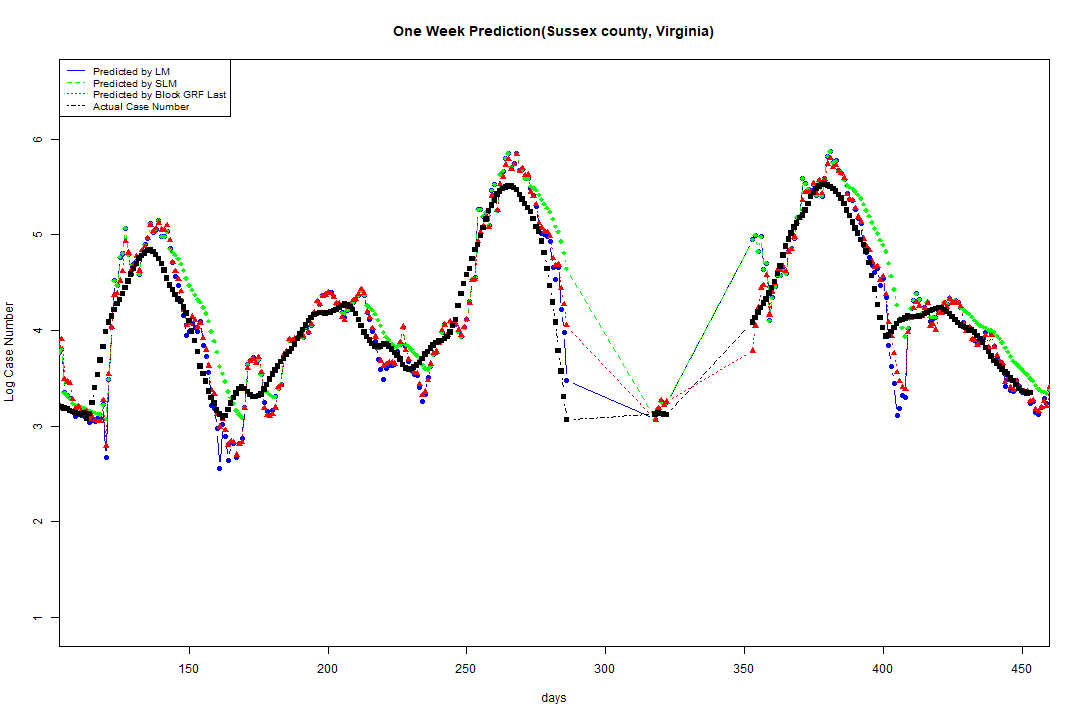 One Week Prediction(Sussex county, Virginia)
Predicted by LM
Predicted by SLM
Predicted by Block GRF Last
Actual Case Number
Log Case Number
6
5
4
3
2
1
150 200 250 300 350 400 450
days